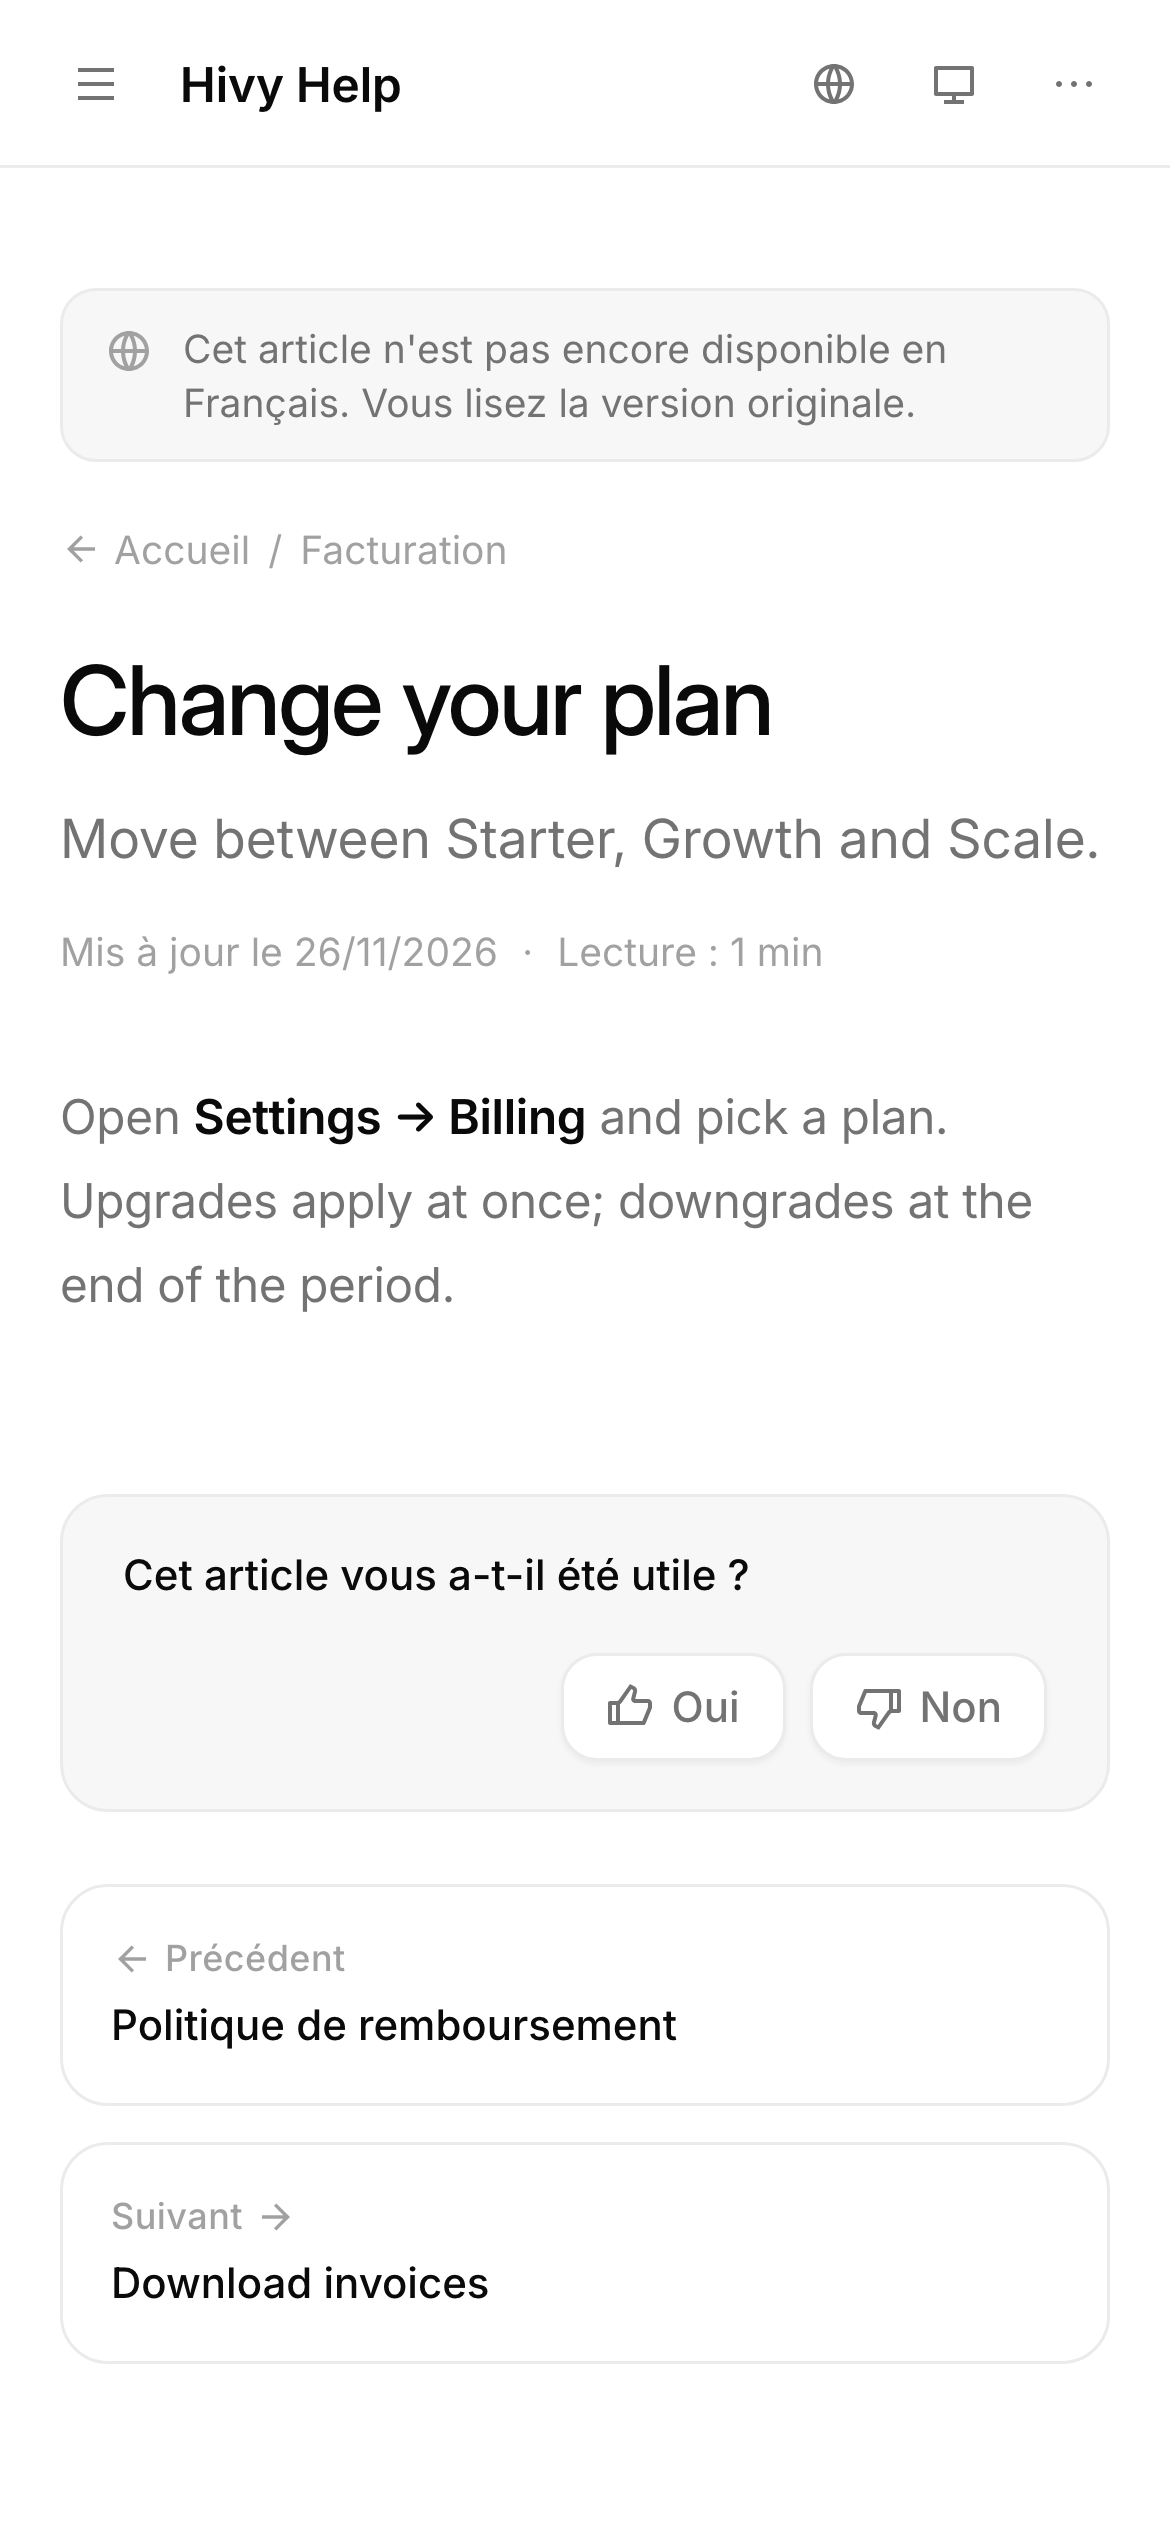 Hivy Help
Cet article n'est pas encore disponible en
Français. Vous lisez la version originale.
← Accueil / Facturation
Change your plan
Move between Starter, Growth and Scale.
Mis à jour le 26/11/2026 · Lecture : 1 min
Open Settings → Billing and pick a plan.
Upgrades apply at once; downgrades at the
end of the period.
Cet article vous a-t-il été utile ?
Oui
Non
← Précédent
Politique de remboursement
Suivant →
Download invoices